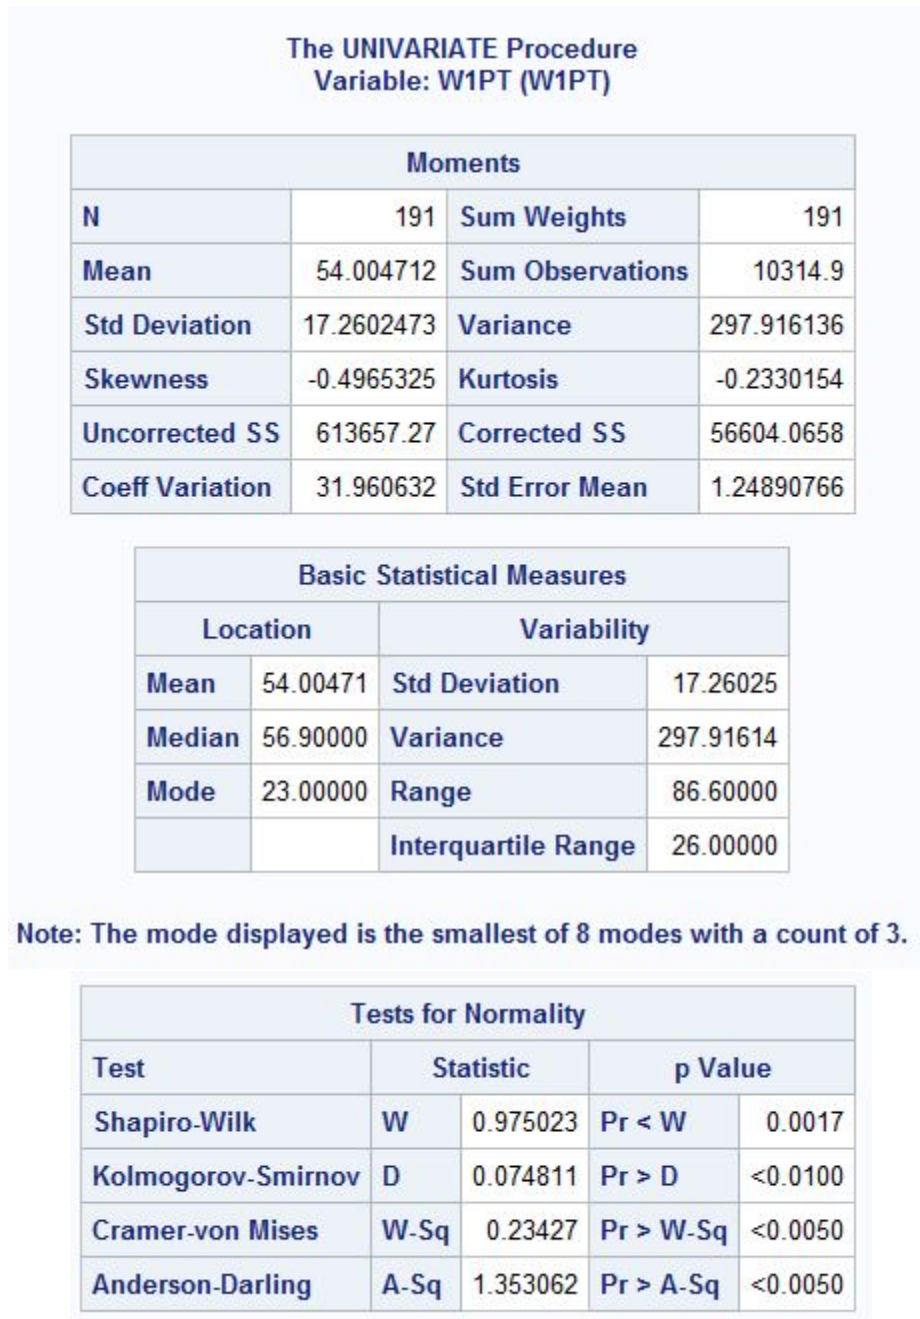 The UNIVARIATE Procedure
Variable: W1PT (W1PT)
Moments
N 191 Sum Weights 191
Mean 54.004712 Sum Observations 10314.9
Std Deviation 17.2602473 Variance 297.916136
Skewness -0.4965325 Kurtosis -0.2330154
Uncorrected SS 613657.27 Corrected SS 56604.0658
Coeff Variation 31.960632 Std Error Mean 1.24890766
Basic Statistical Measures
Location Variability
Mean 54.00471 Std Deviation 17.26025
Median 56.90000 Variance 297.91614
Mode 23.00000 Range 86.60000
Interquartile Range 26.00000
Note: The mode displayed is the smallest of 8 modes with a count of 3.
Tests for Normality
Test Statistic p Value
Shapiro-Wilk W 0.975023 Pr < W 0.0017
Kolmogorov-Smirnov D 0.074811 Pr > D <0.0100
Cramer-von Mises W-Sq 0.23427 Pr > W-Sq <0.0050
Anderson-Darling A-Sq 1.353062 Pr > A-Sq <0.0050